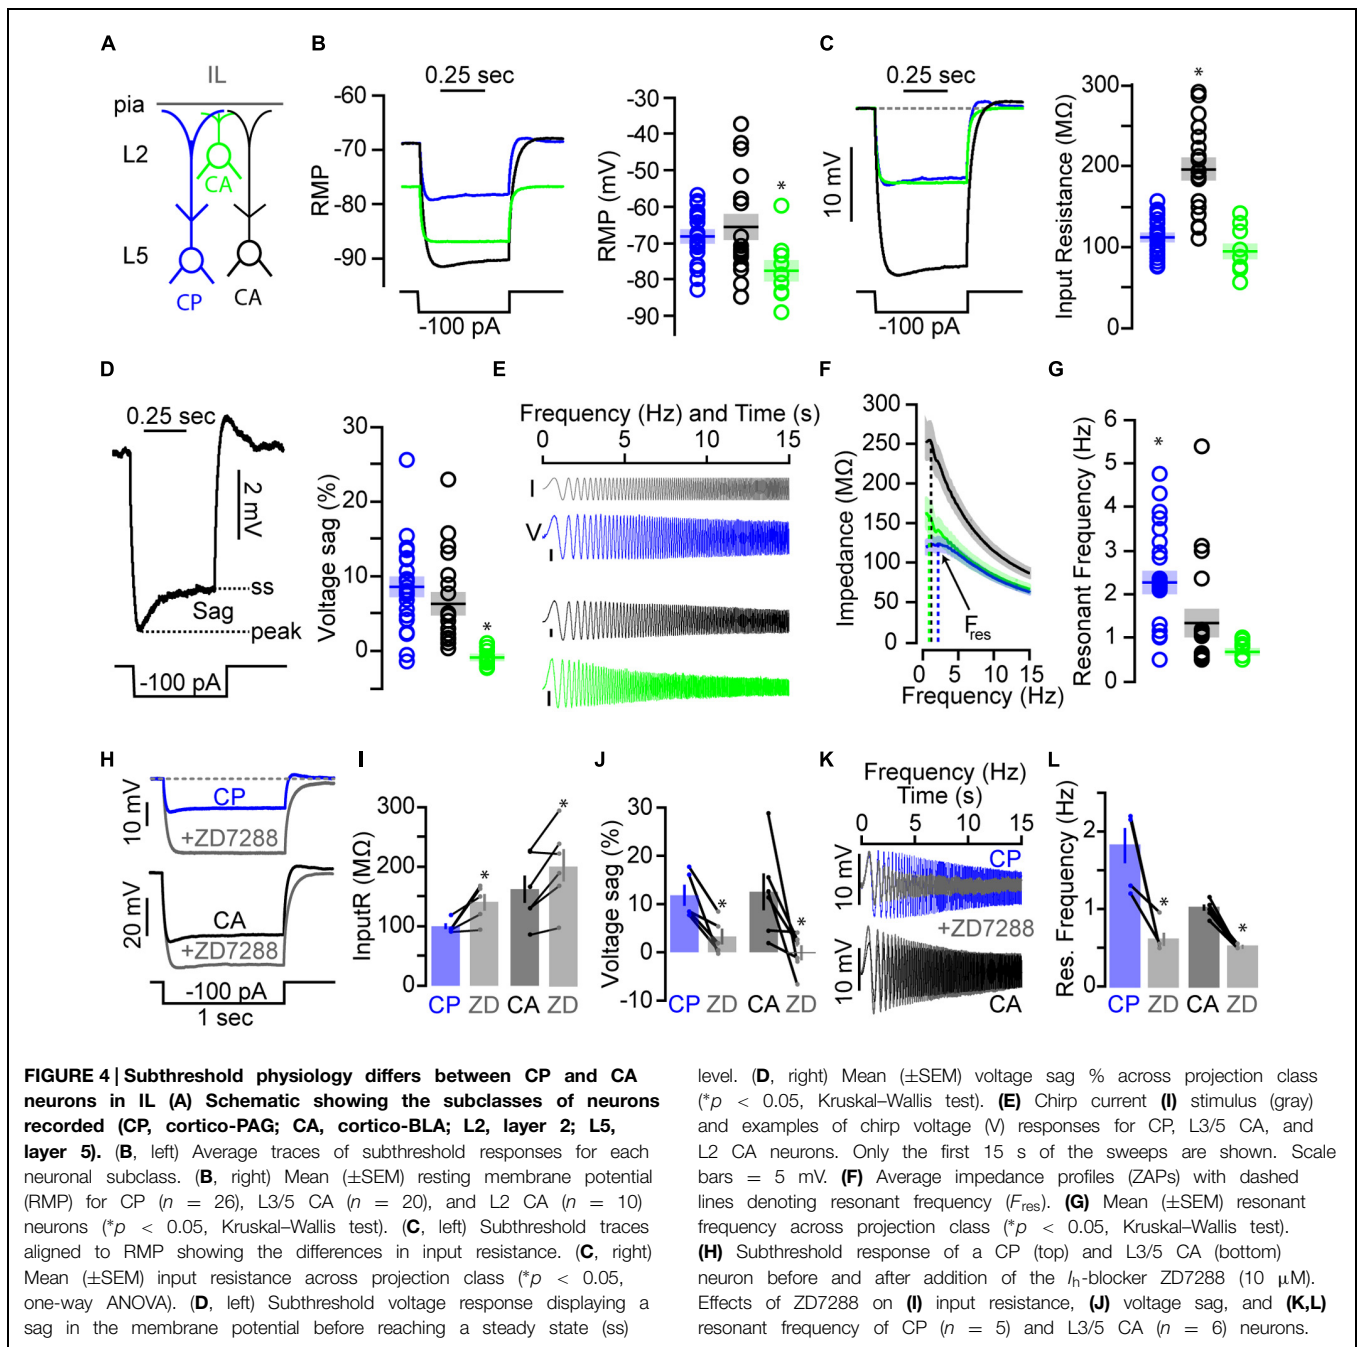 A
IL
pia
L2
CA
L5
CP
CA
B
0.25 sec
RMP
-60
-70
-80
-90
-100 pA
RMP (mV)
-30
-40
-50
-60
-70
-80
-90
*
C
0.25 sec
10 mV
-100 pA
Input Resistance (MΩ)
300
200
100
0
*
D
0.25 sec
2 mV
ss
Sag
peak
-100 pA
Voltage sag (%)
30
20
10
0
*
E
Frequency (Hz) and Time (s)
0 5 10 15
I
V
F
Impedance (MΩ)
300
250
200
150
100
50
0
Fres
0 5 10 15
Frequency (Hz)
G
Resonant Frequency (Hz)
6
5
4
3
2
1
0
*
H
10 mV
CP
+ZD7288
20 mV
CA
+ZD7288
-100 pA
1 sec
I
InputR (MΩ)
300
200
100
0
*
*
CP ZD CA ZD
J
Voltage sag (%)
30
20
10
0
-10
*
*
CP ZD CA ZD
K
Frequency (Hz)
Time (s)
0 5 10 15
10 mV
CP
+ZD7288
10 mV
CA
L
Res. Frequency (Hz)
2
1
0
*
*
CP ZD CA ZD
FIGURE 4 | Subthreshold physiology differs between CP and CA
neurons in IL (A) Schematic showing the subclasses of neurons
recorded (CP, cortico-PAG; CA, cortico-BLA; L2, layer 2; L5,
layer 5). (B, left) Average traces of subthreshold responses for each
neuronal subclass. (B, right) Mean (±SEM) resting membrane potential
(RMP) for CP (n = 26), L3/5 CA (n = 20), and L2 CA (n = 10)
neurons (*p < 0.05, Kruskal–Wallis test). (C, left) Subthreshold traces
aligned to RMP showing the differences in input resistance. (C, right)
Mean (±SEM) input resistance across projection class (*p < 0.05,
one-way ANOVA). (D, left) Subthreshold voltage response displaying a
sag in the membrane potential before reaching a steady state (ss)
level. (D, right) Mean (±SEM) voltage sag % across projection class
(*p < 0.05, Kruskal–Wallis test). (E) Chirp current (I) stimulus (gray)
and examples of chirp voltage (V) responses for CP, L3/5 CA, and
L2 CA neurons. Only the first 15 s of the sweeps are shown. Scale
bars = 5 mV. (F) Average impedance profiles (ZAPs) with dashed
lines denoting resonant frequency (Fres). (G) Mean (±SEM) resonant
frequency across projection class (*p < 0.05, Kruskal–Wallis test).
(H) Subthreshold response of a CP (top) and L3/5 CA (bottom)
neuron before and after addition of the Ih-blocker ZD7288 (10 μM).
Effects of ZD7288 on (I) input resistance, (J) voltage sag, and (K,L)
resonant frequency of CP (n = 5) and L3/5 CA (n = 6) neurons.